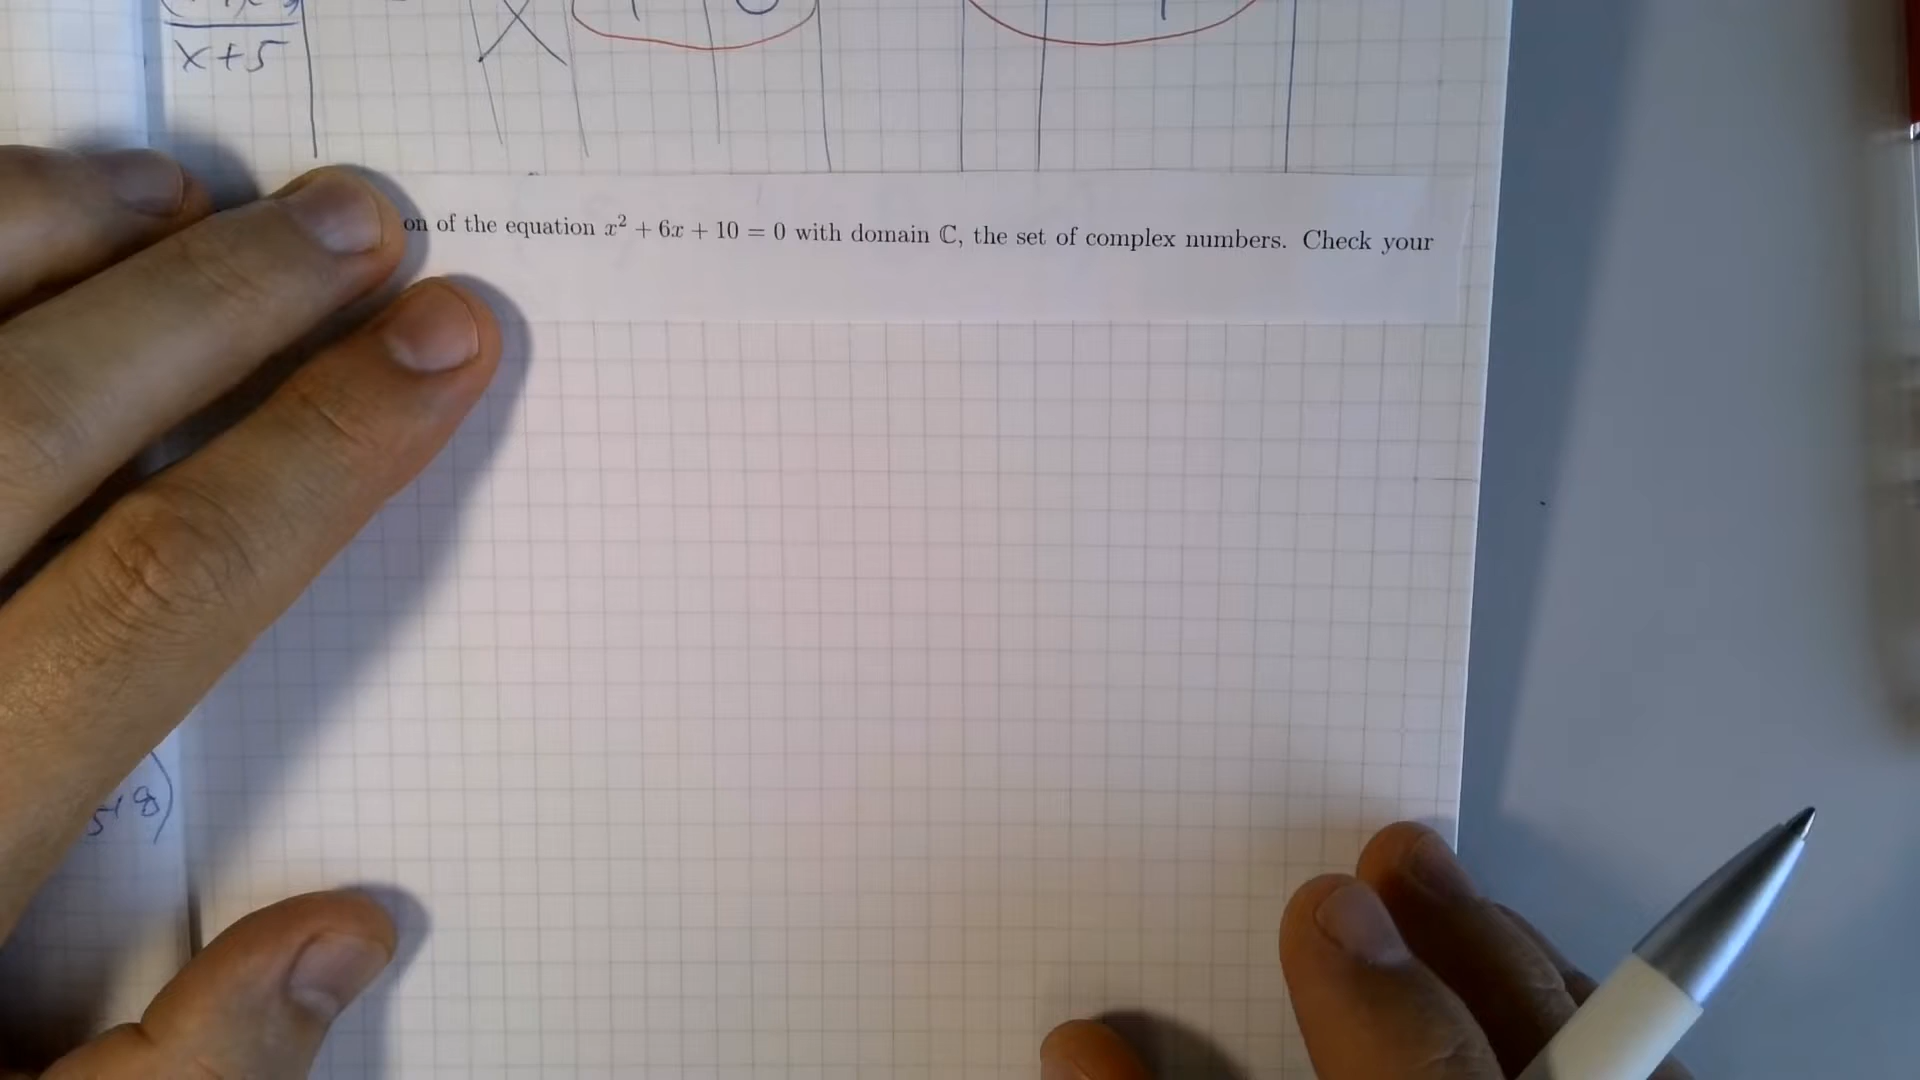 x+5
on of the equation x² + 6x + 10 = 0 with domain ℂ, the set of complex numbers. Check your